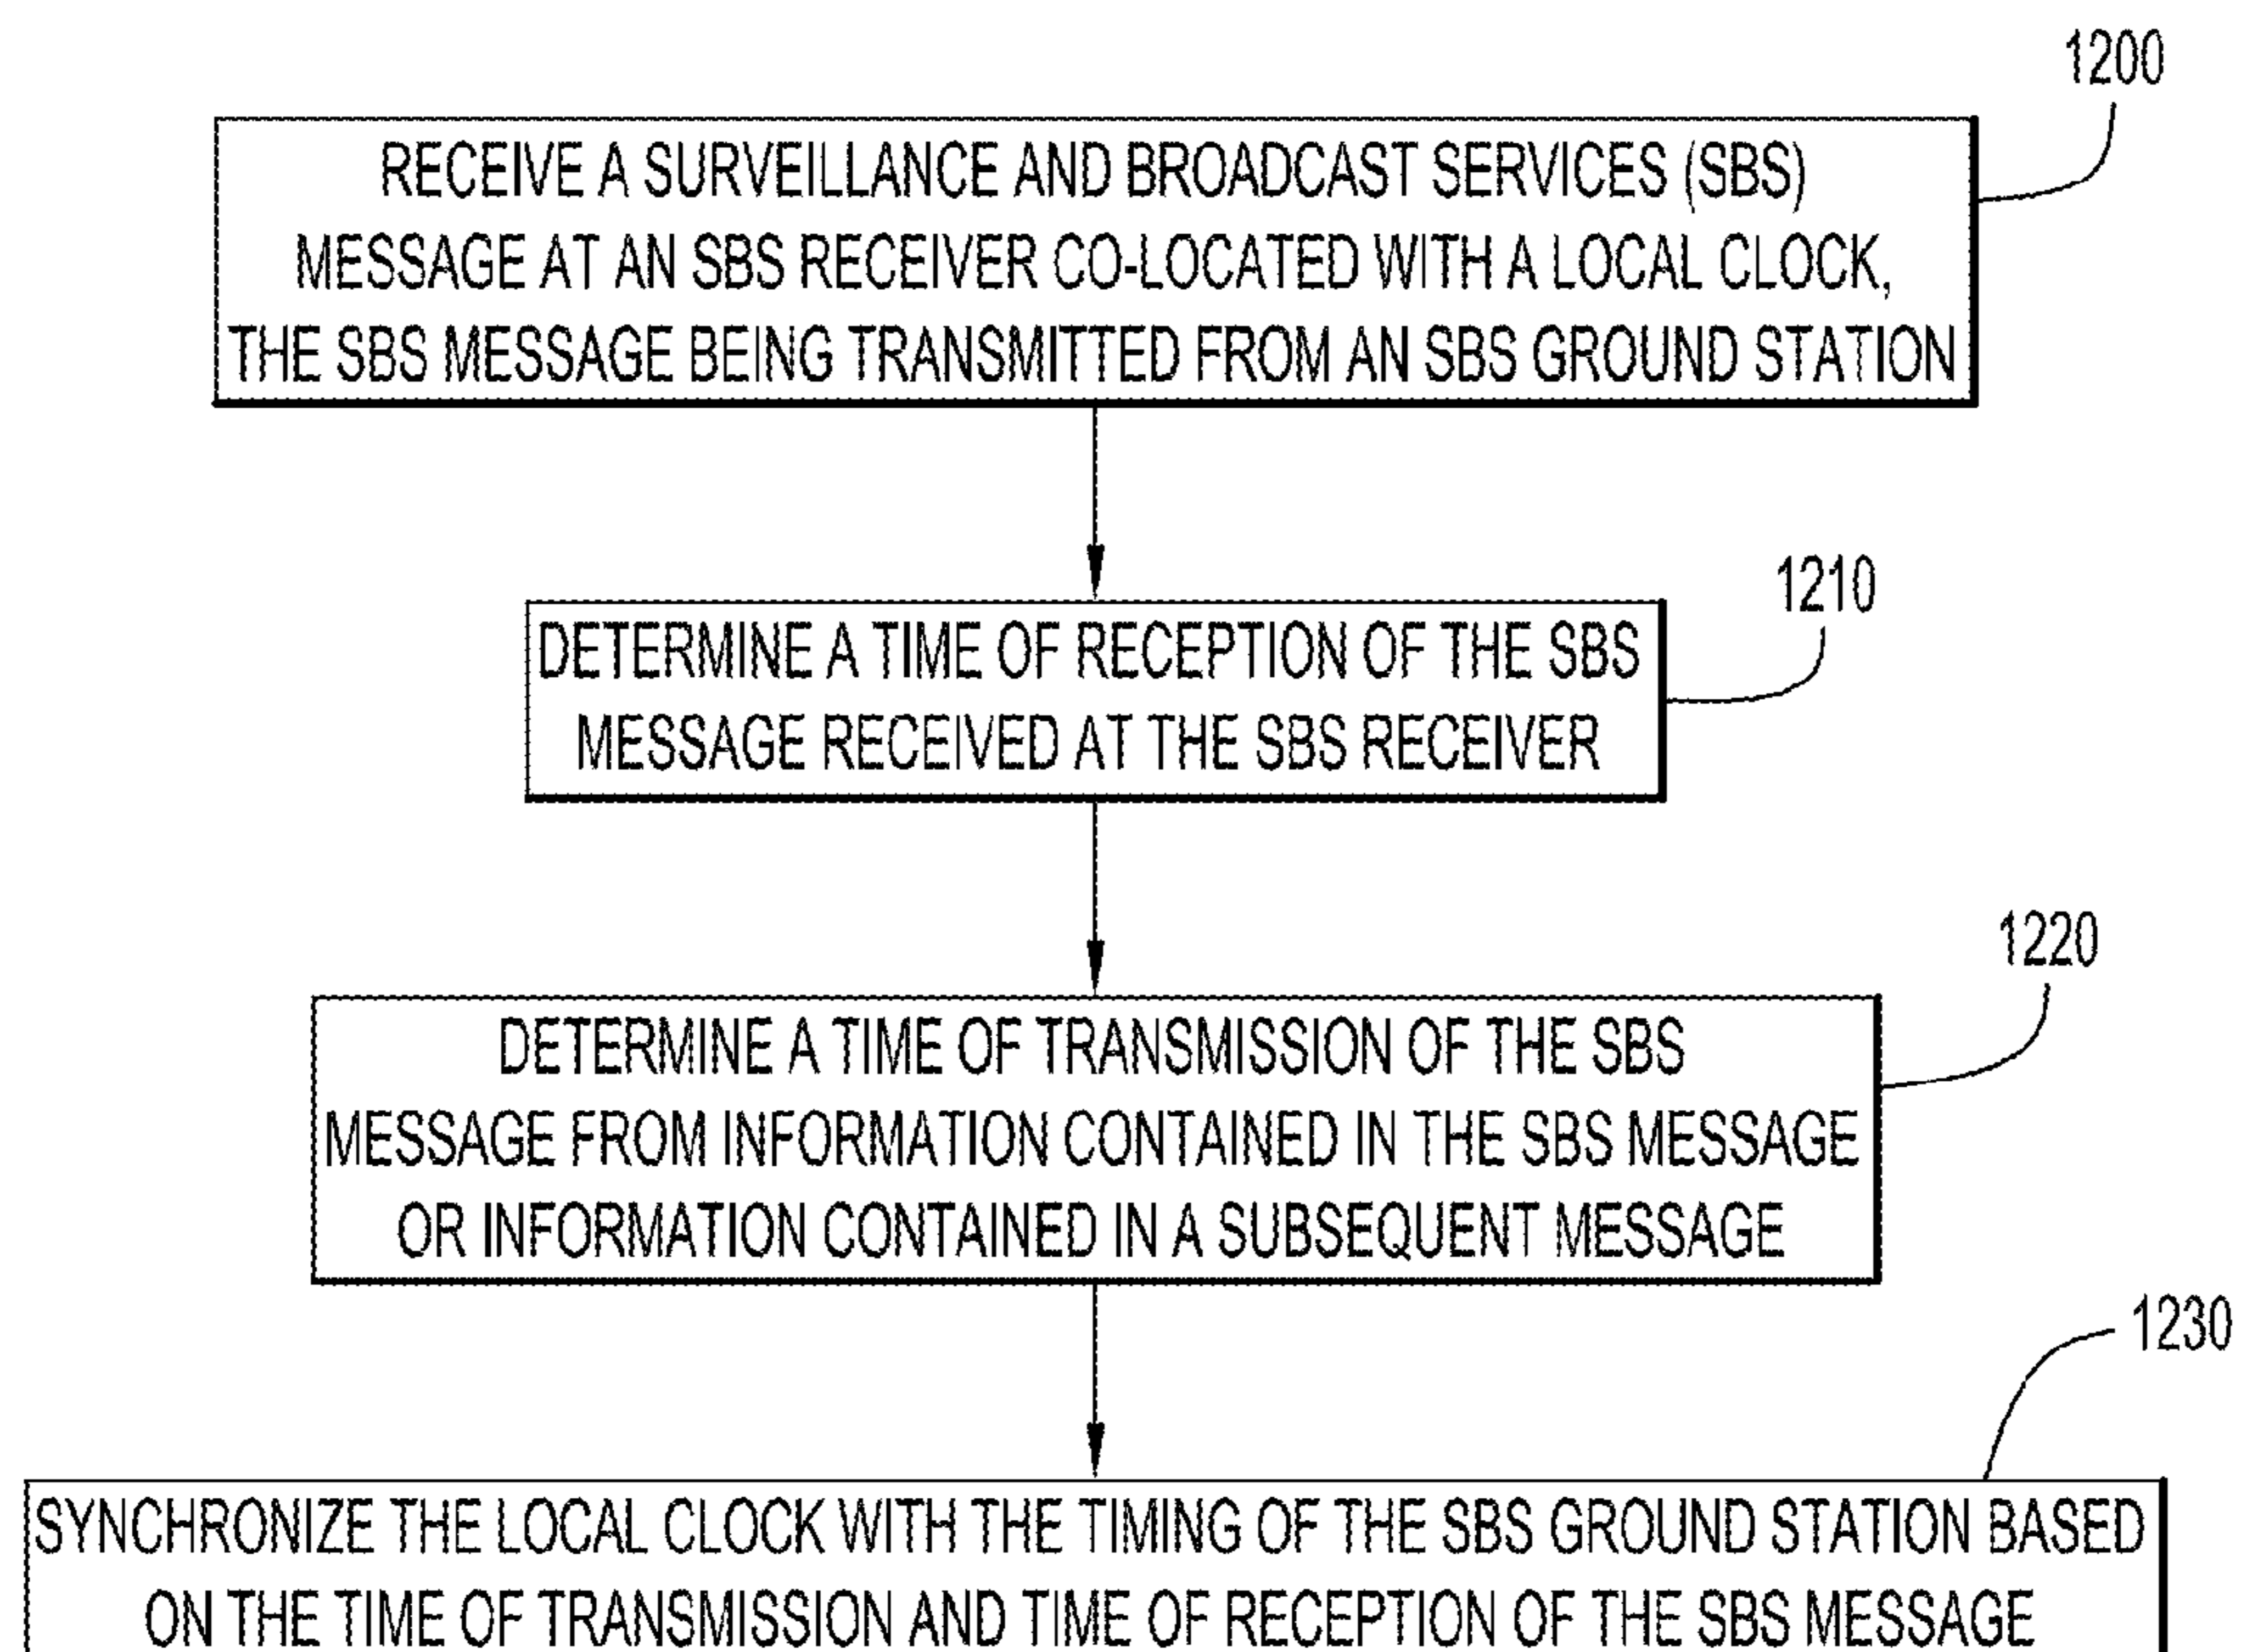 1200
RECEIVE A SURVEILLANCE AND BROADCAST SERVICES (SBS)
MESSAGE AT AN SBS RECEIVER CO-LOCATED WITH A LOCAL CLOCK,
THE SBS MESSAGE BEING TRANSMITTED FROM AN SBS GROUND STATION
1210
DETERMINE A TIME OF RECEPTION OF THE SBS
MESSAGE RECEIVED AT THE SBS RECEIVER
1220
DETERMINE A TIME OF TRANSMISSION OF THE SBS
MESSAGE FROM INFORMATION CONTAINED IN THE SBS MESSAGE
OR INFORMATION CONTAINED IN A SUBSEQUENT MESSAGE
1230
SYNCHRONIZE THE LOCAL CLOCK WITH THE TIMING OF THE SBS GROUND STATION BASED
ON THE TIME OF TRANSMISSION AND TIME OF RECEPTION OF THE SBS MESSAGE